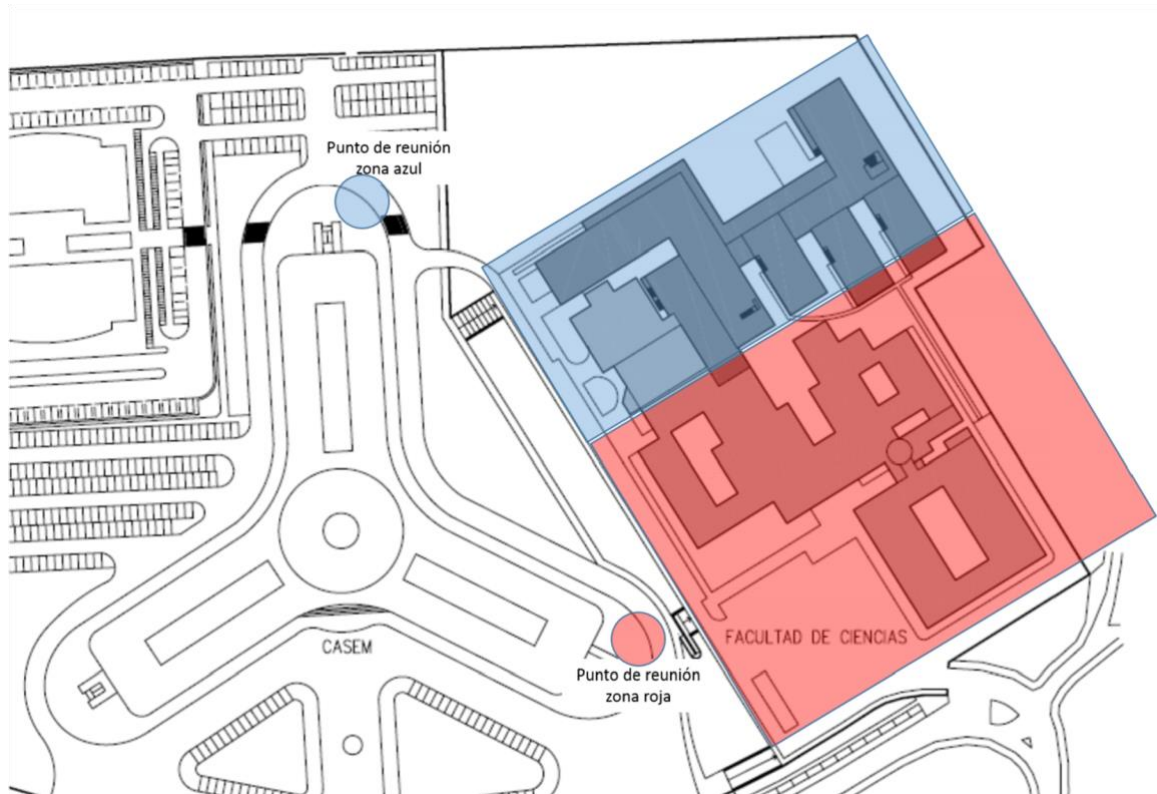 Punto de reunión
zona azul
CASEM
FACULTAD DE CIENCIAS
Punto de reunión
zona roja